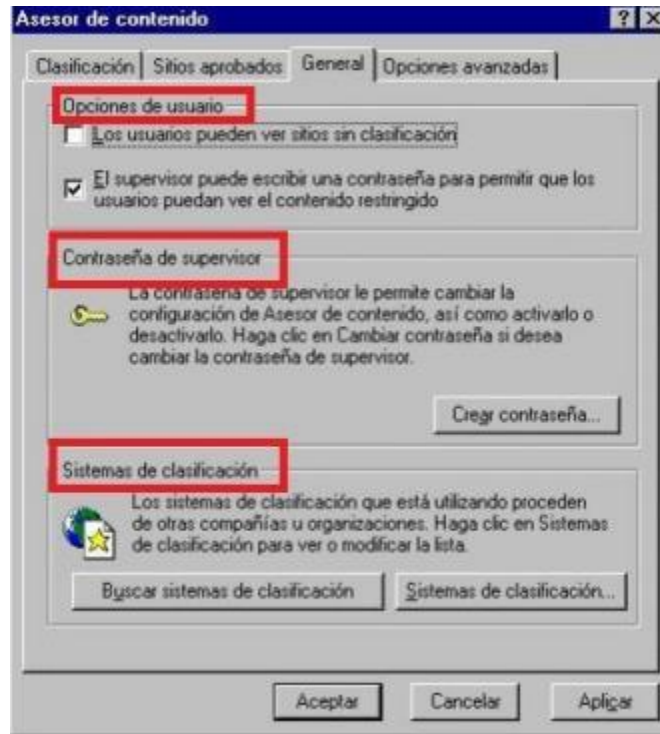 Asesor de contenido
Clasificación Sitios aprobados General Opciones avanzadas
Opciones de usuario
Los usuarios pueden ver sitios sin clasificación
El supervisor puede escribir una contraseña para permitir que los
usuarios puedan ver el contenido restringido
Contraseña de supervisor
La contraseña de supervisor le permite cambiar la
configuración de Asesor de contenido, así como activarlo o
desactivarlo. Haga clic en Cambiar contraseña si desea
cambiar la contraseña de supervisor.
Crear contraseña...
Sistemas de clasificación
Los sistemas de clasificación que está utilizando proceden
de otras compañías u organizaciones. Haga clic en Sistemas
de clasificación para ver o modificar la lista.
Buscar sistemas de clasificación Sistemas de clasificación...
Aceptar Cancelar Aplicar